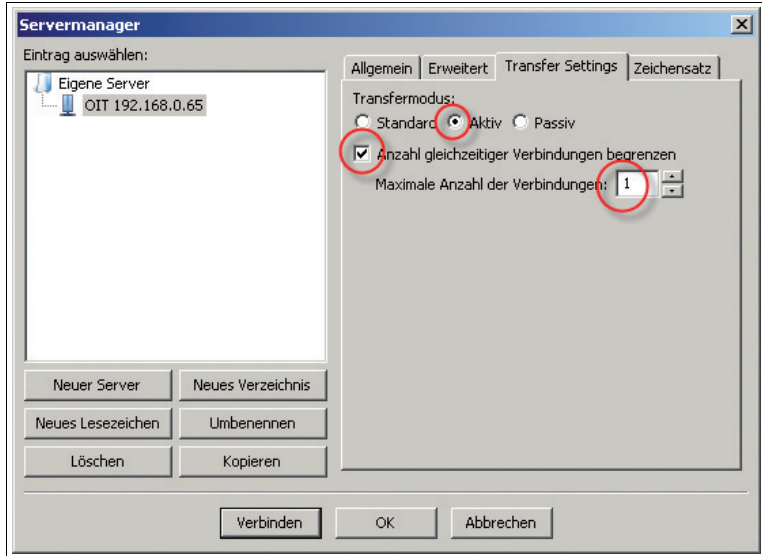 Servermanager
Eintrag auswählen:
Eigene Server
OIT 192.168.0.65
Neuer Server
Neues Verzeichnis
Neues Lesezeichen
Umbenennen
Löschen
Kopieren
Allgemein
Erweitert
Transfer Settings
Zeichensatz
Transfermodus:
Standard Aktiv Passiv
Anzahl gleichzeitiger Verbindungen begrenzen
Maximale Anzahl der Verbindungen: 1
Verbinden
OK
Abbrechen